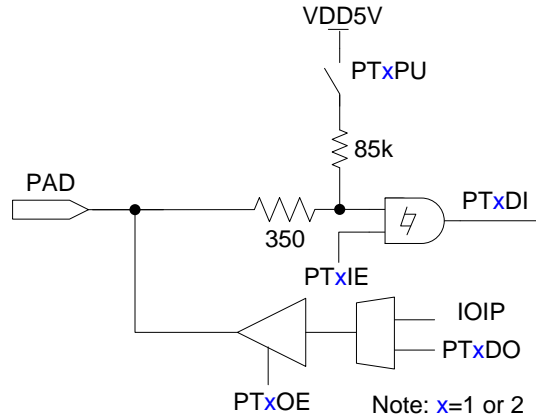 VDD5V
PTxPU
85k
PAD
350
PTxDI
PTxIE
IOIP
PTxDO
PTxOE
Note: x=1 or 2